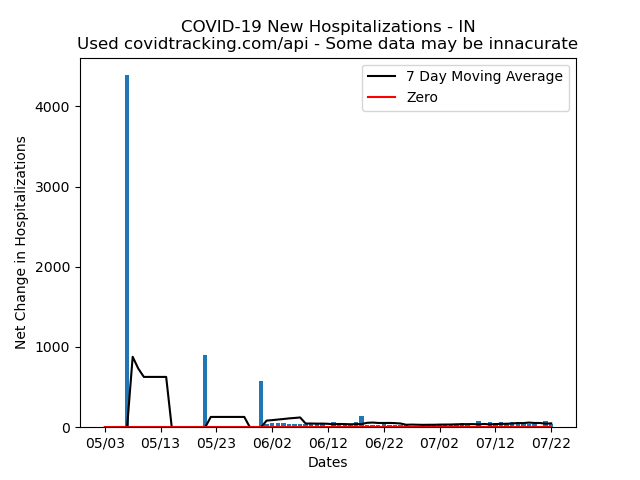 COVID-19 New Hospitalizations - IN
Used covidtracking.com/api - Some data may be innacurate
7 Day Moving Average
Zero
Net Change in Hospitalizations
4000
3000
2000
1000
0
05/03 05/13 05/23 06/02 06/12 06/22 07/02 07/12 07/22
Dates